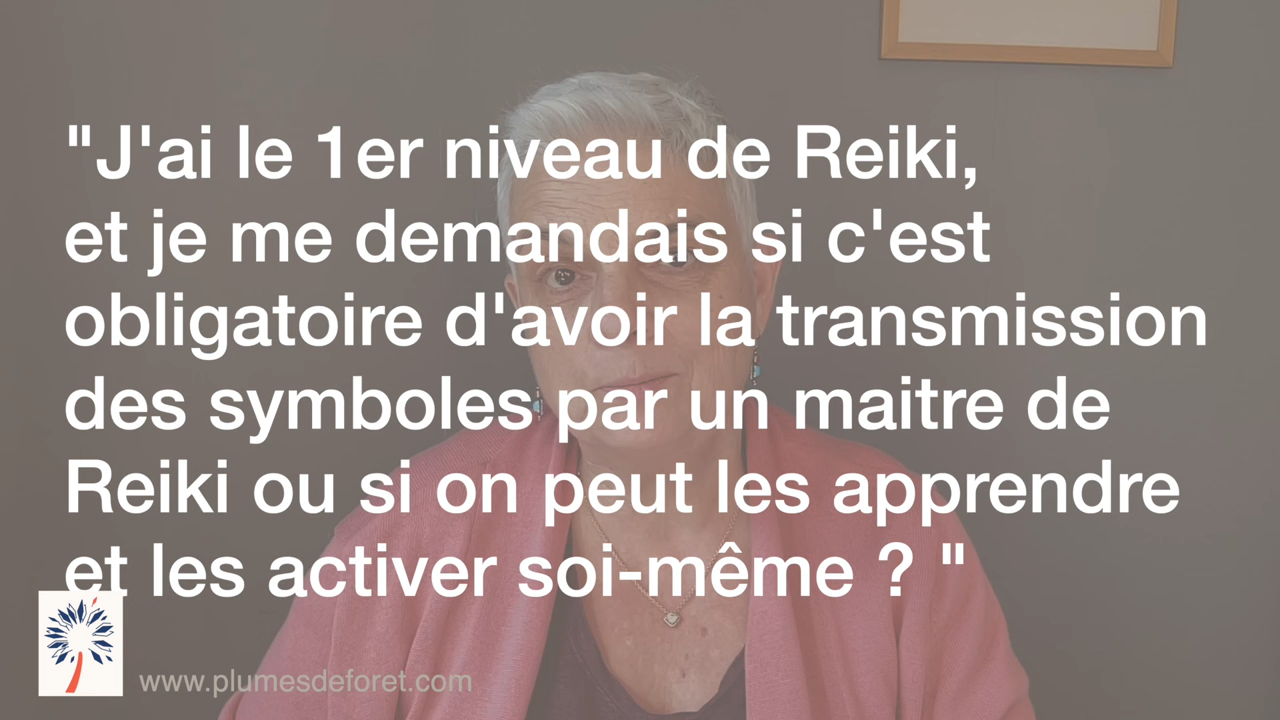 "J'ai le 1er niveau de Reiki,
et je me demandais si c'est
obligatoire d'avoir la transmission
des symboles par un maitre de
Reiki ou si on peut les apprendre
et les activer soi-même ? "
www.plumesdeforet.com